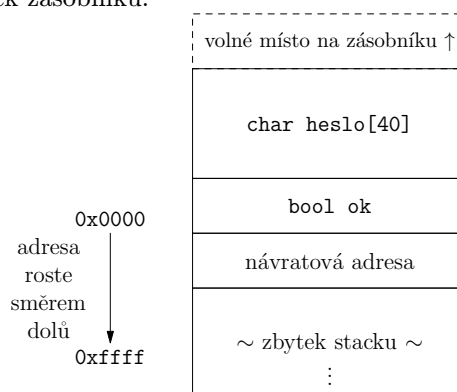 zásobníku.
volné místo na zásobníku ↑
char heslo[40]
bool ok
0x0000
návratová adresa
adresa
roste
směrem
dolů
0xffff
∼ zbytek stacku ∼
⋮